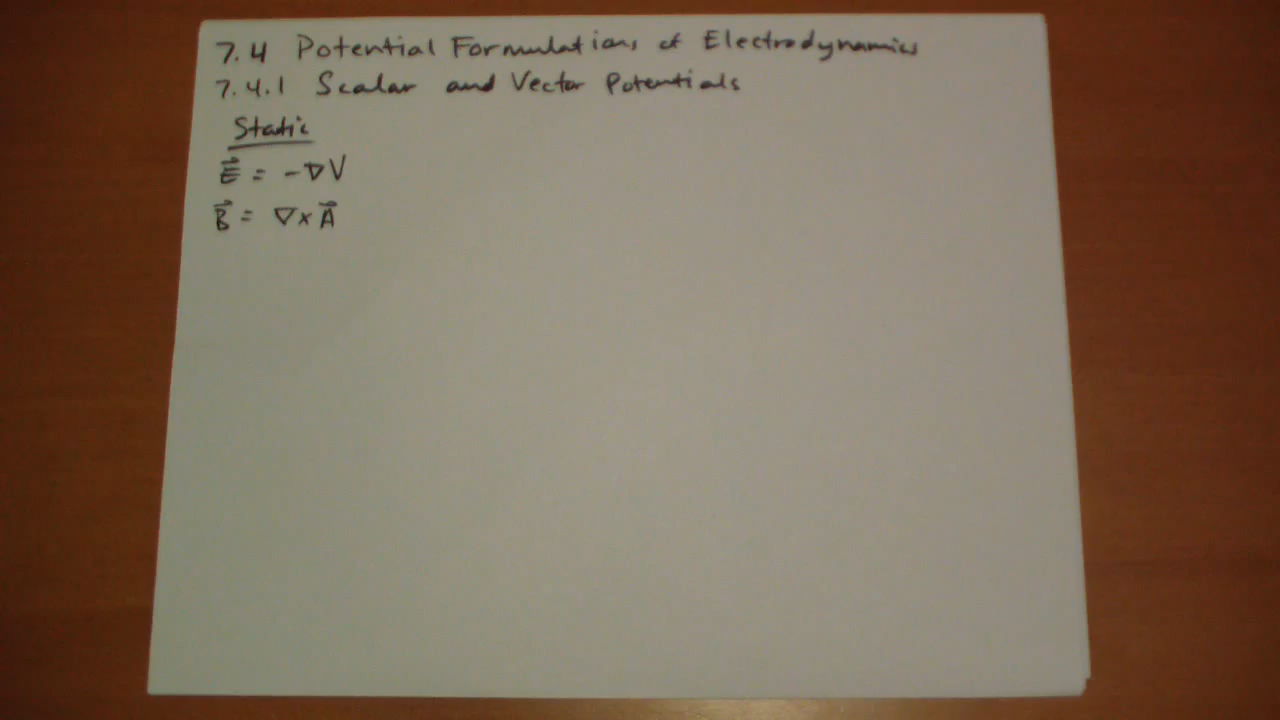 7.4 Potential Formulations of Electrodynamics
7.4.1 Scalar and Vector Potentials
Static
E⃗ = -∇V
B⃗ = ∇×A⃗